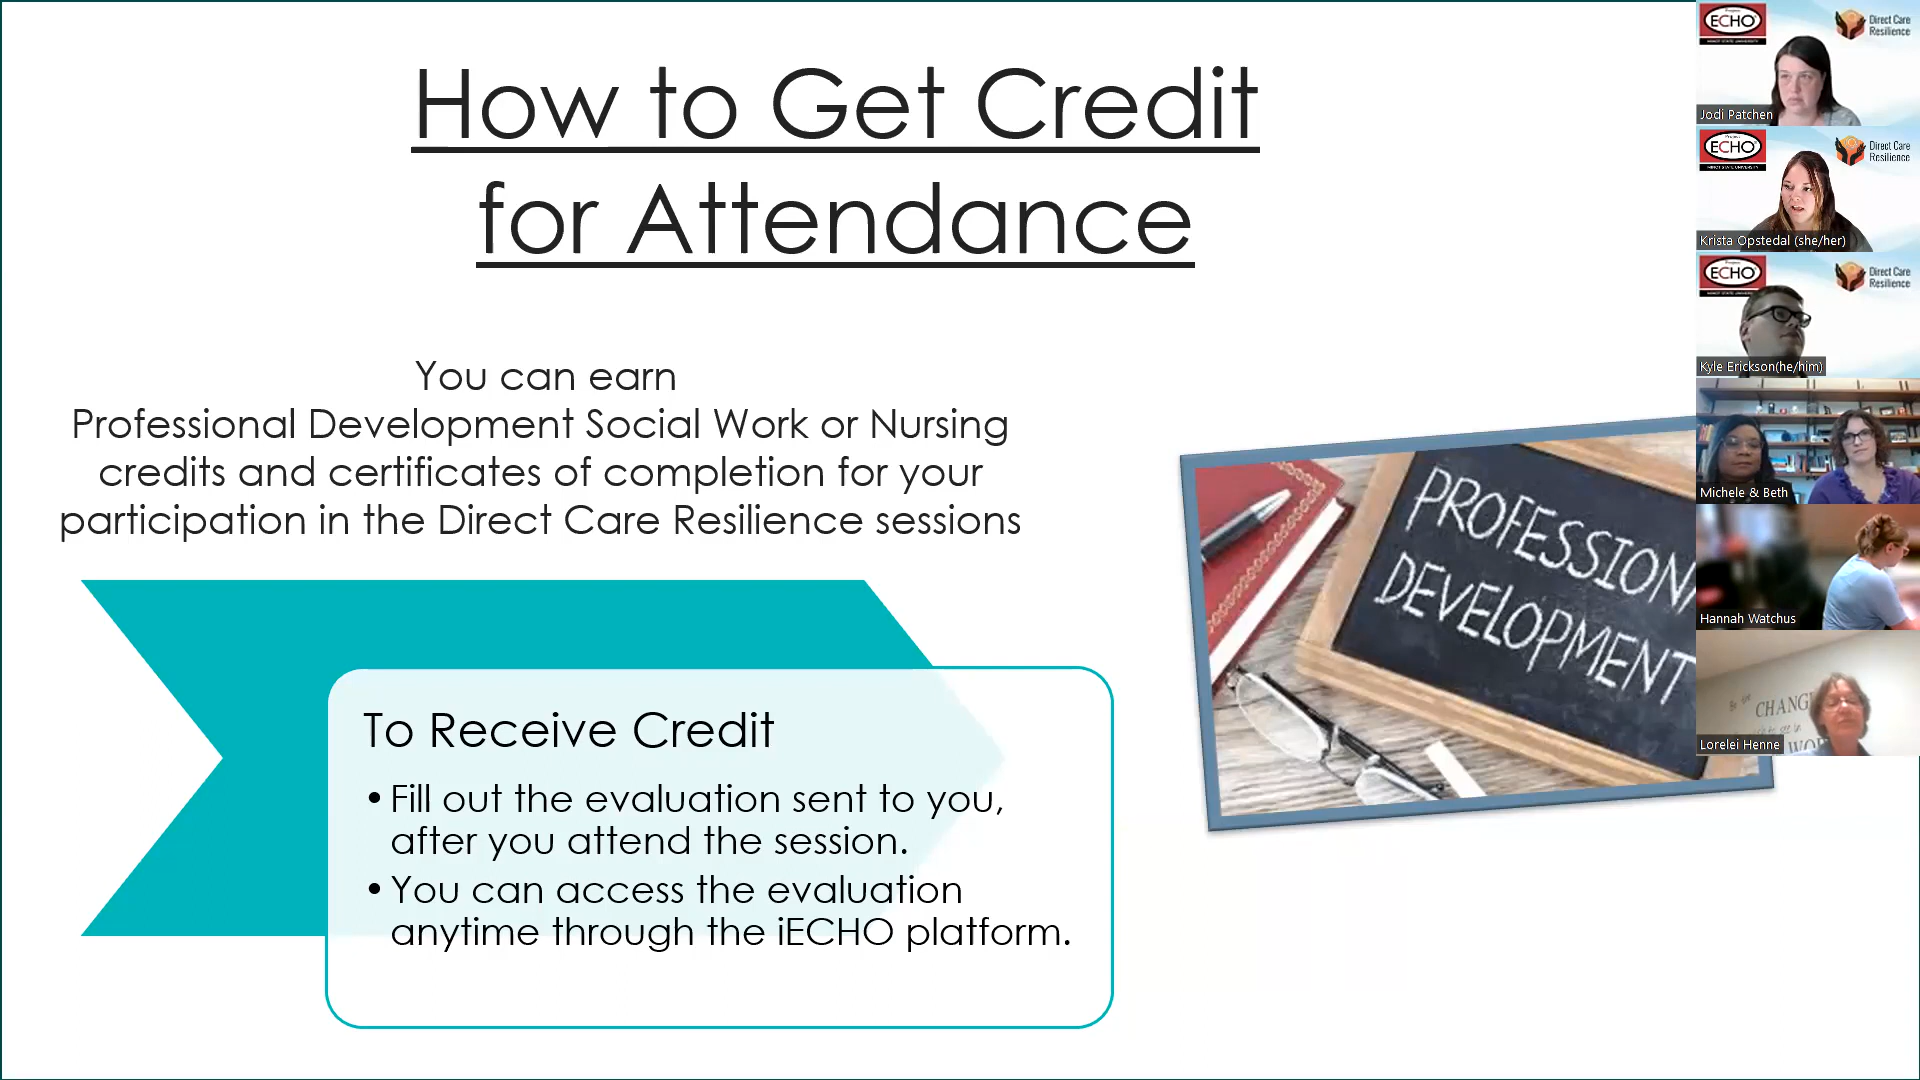 How to Get Credit
for Attendance
You can earn
Professional Development Social Work or Nursing
credits and certificates of completion for your
participation in the Direct Care Resilience sessions
To Receive Credit
• Fill out the evaluation sent to you,
after you attend the session.
• You can access the evaluation
anytime through the iECHO platform.
PROFESSION
DEVELOPMENT
ECHO
Direct Care
Resilience
Jodi Patchen
Project
ECHO
MINOT STATE UNIVERSITY
Direct Care
Resilience
Krista Opstedal (she/her)
ECHO
Direct Care
Resilience
Kyle Erickson(he/him)
Michele & Beth
Hannah Watchus
CHANG
Lorelei Henne